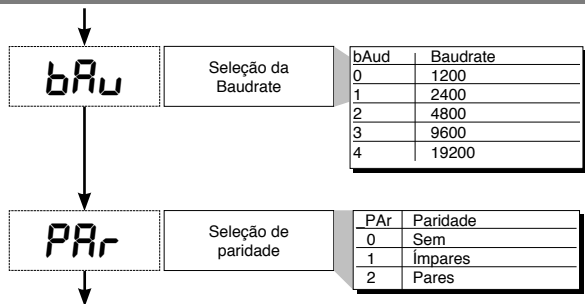 bAu
Seleção da
Baudrate
bAud Baudrate
0 1200
1 2400
2 4800
3 9600
4 19200
PAr
Seleção de
paridade
PAr Paridade
0 Sem
1 Ímpares
2 Pares